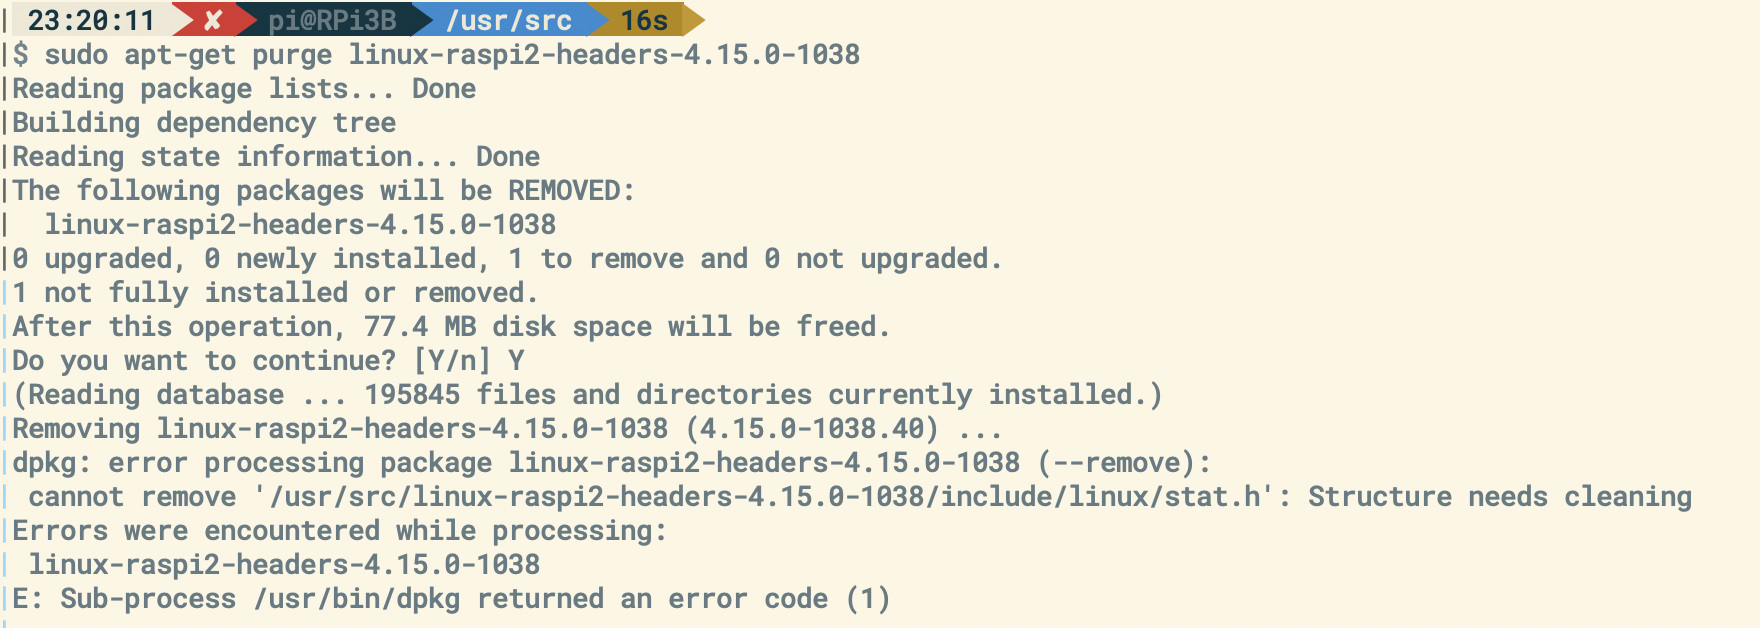 23:20:11 ✘ pi@RPi3B /usr/src 16s
$ sudo apt-get purge linux-raspi2-headers-4.15.0-1038
Reading package lists... Done
Building dependency tree
Reading state information... Done
The following packages will be REMOVED:
  linux-raspi2-headers-4.15.0-1038
0 upgraded, 0 newly installed, 1 to remove and 0 not upgraded.
1 not fully installed or removed.
After this operation, 77.4 MB disk space will be freed.
Do you want to continue? [Y/n] Y
(Reading database ... 195845 files and directories currently installed.)
Removing linux-raspi2-headers-4.15.0-1038 (4.15.0-1038.40) ...
dpkg: error processing package linux-raspi2-headers-4.15.0-1038 (--remove):
 cannot remove '/usr/src/linux-raspi2-headers-4.15.0-1038/include/linux/stat.h': Structure needs cleaning
Errors were encountered while processing:
 linux-raspi2-headers-4.15.0-1038
E: Sub-process /usr/bin/dpkg returned an error code (1)